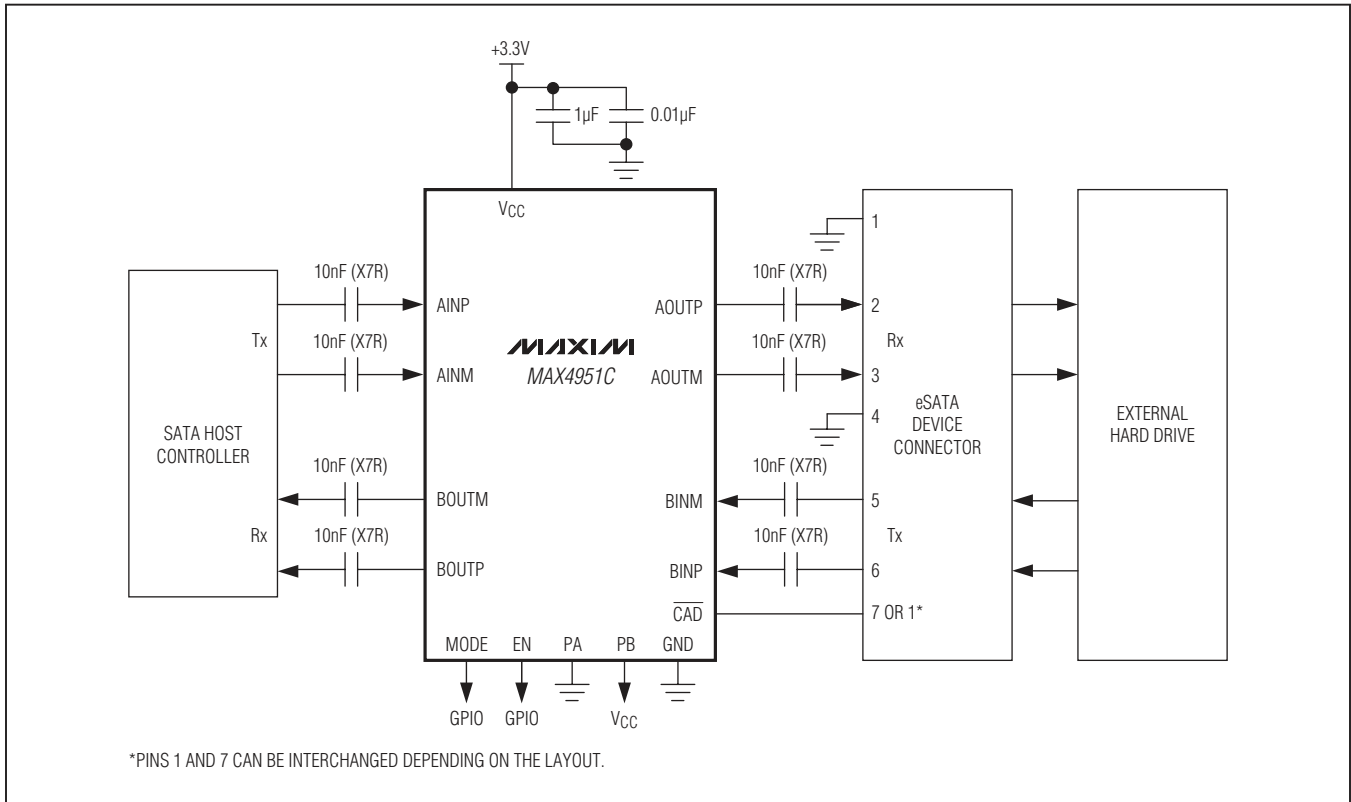 +3.3V
1µF
0.01µF
VCC
10nF (X7R)
10nF (X7R)
Tx
10nF (X7R)
10nF (X7R)
Rx
SATA HOST
CONTROLLER
AINP
AINM
BOUTM
BOUTP
MAXIM
MAX4951C
AOUTP
AOUTM
BINM
BINP
CAD
MODE
EN
PA
PB
GND
GPIO
GPIO
VCC
10nF (X7R)
10nF (X7R)
10nF (X7R)
10nF (X7R)
1
2
Rx
3
4
eSATA
DEVICE
CONNECTOR
5
Tx
6
7 OR 1*
EXTERNAL
HARD DRIVE
*PINS 1 AND 7 CAN BE INTERCHANGED DEPENDING ON THE LAYOUT.